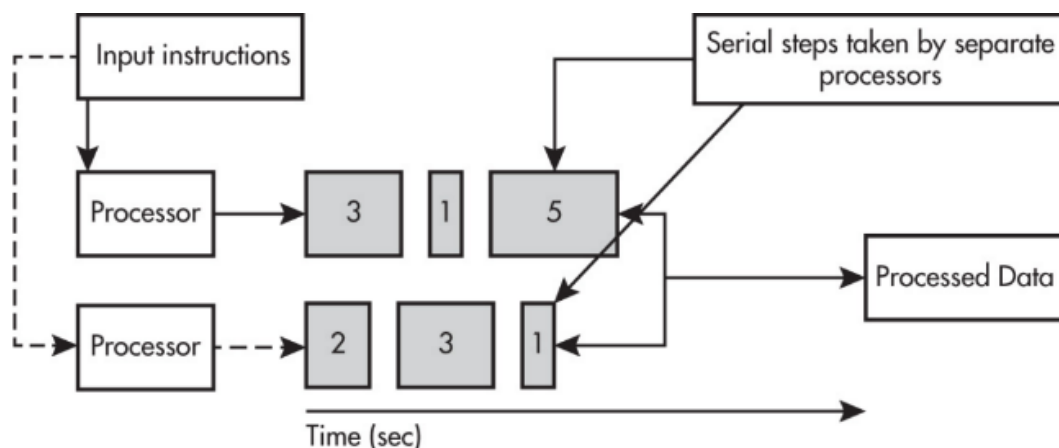 Input instructions
Serial steps taken by separate
processors
Processor
3
1
5
Processed Data
Processor
2
3
1
Time (sec)